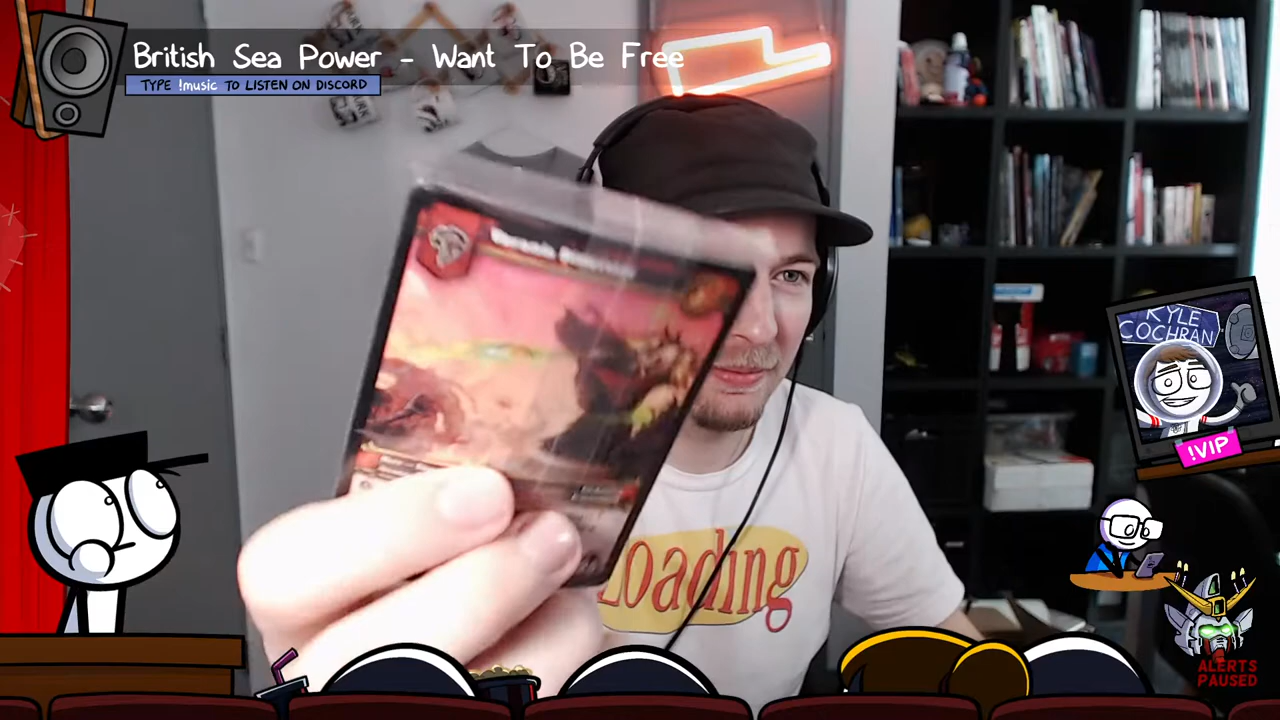 British Sea Power - Want To Be Free
TYPE !music TO LISTEN ON DISCORD
KYLE
COCHRAN
!VIP
Loading
ALERTS
PAUSED